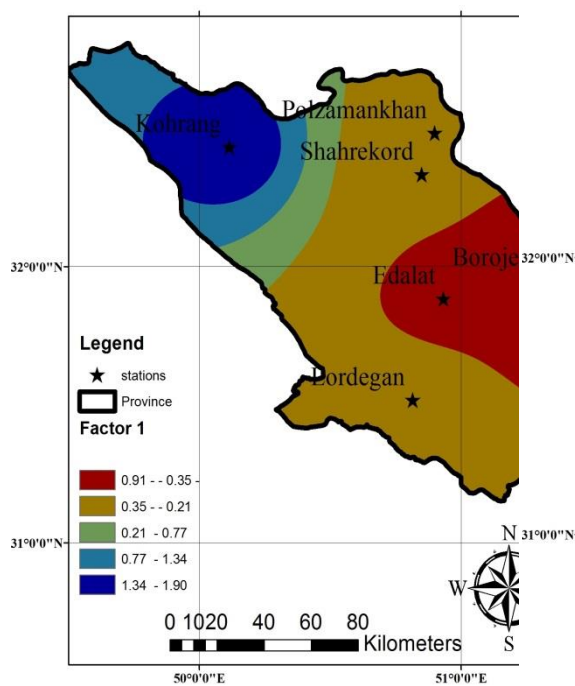 Polzamankhan
Kohrang
Shahrekord
32°0'0"N
32°0'0"N
Boroje
Edalat
Legend
stations
Lordegan
Province
Factor 1
0.91 - - 0.35 -
0.35 - - 0.21
0.21 - 0.77
0.77 - 1.34
1.34 - 1.90
31°0'0"N
31°0'0"N
N
W
S
0 10 20 40 60 80
Kilometers
50°0'0"E
51°0'0"E